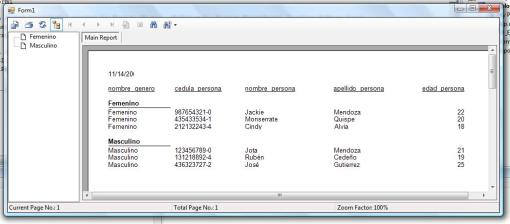 Form1
Femenino
Masculino
Main Report
11/14/20
nombre_genero cedula_persona nombre_persona apellido_persona edad_persona
Femenino
Femenino 987654321-0 Jackie Mendoza 22
Femenino 435433534-1 Monserrate Quispe 20
Femenino 212132243-4 Cindy Alvia 18
Masculino
Masculino 123456789-0 Jota Mendoza 21
Masculino 131218892-4 Rubén Cedeño 19
Masculino 436323727-2 José Gutierrez 25
Current Page No.: 1 Total Page No.: 1 Zoom Factor: 100%